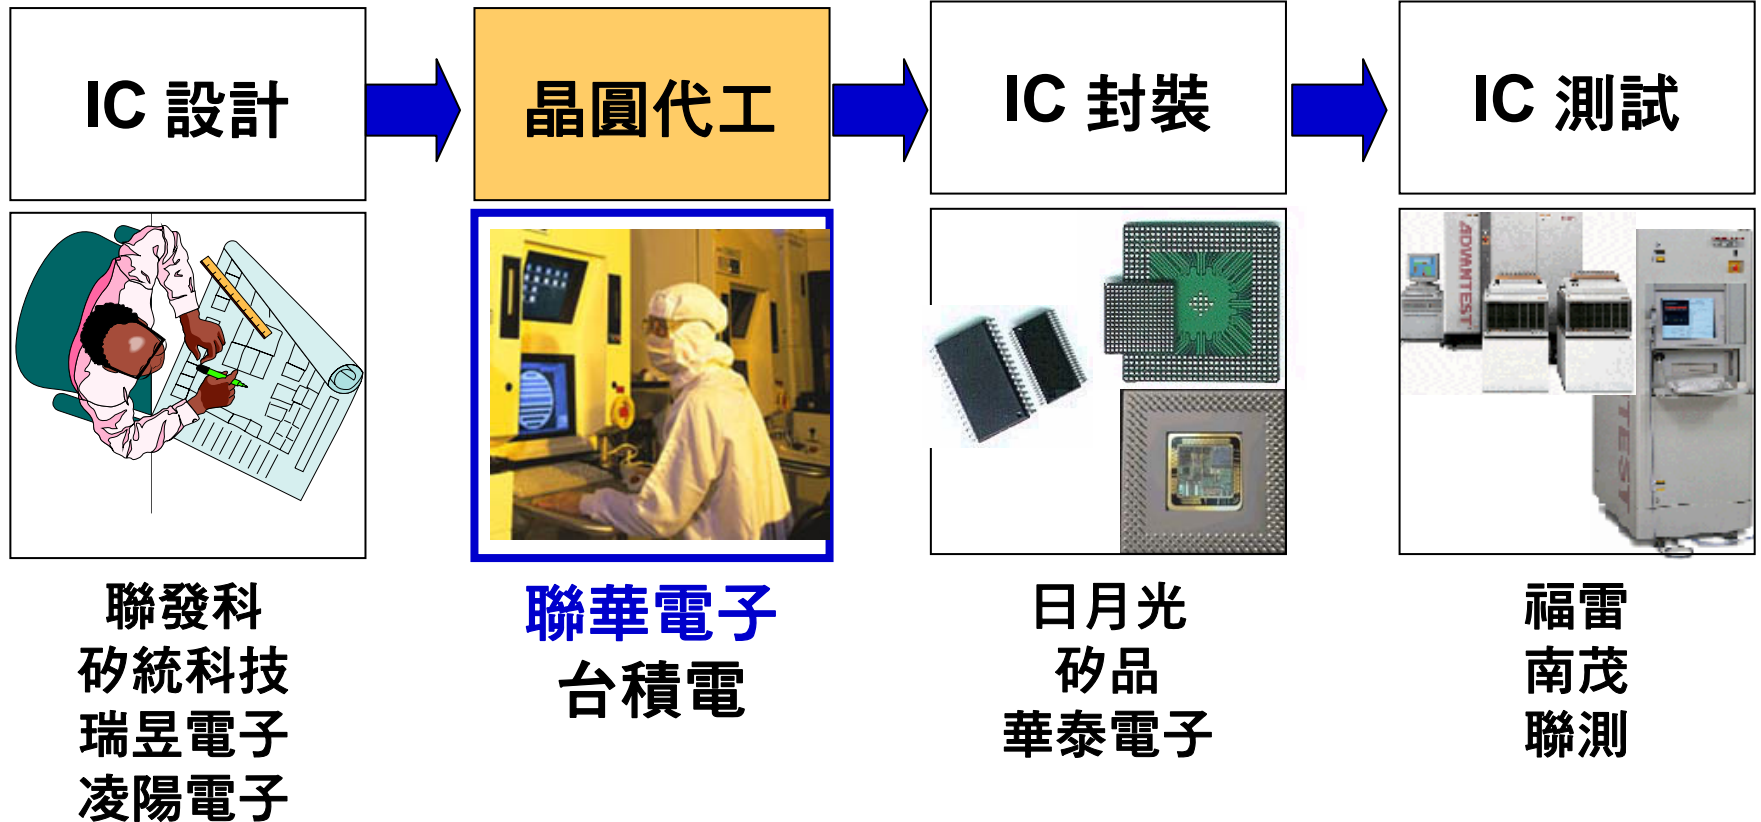 IC 設計
晶圓代工
IC 封裝
IC 測試
ADVANTEST
TEST
聯發科
矽統科技
瑞昱電子
凌陽電子
聯華電子
台積電
日月光
矽品
華泰電子
福雷
南茂
聯測